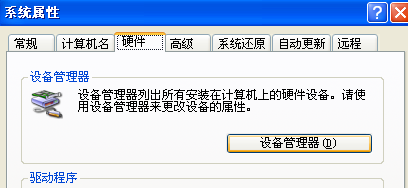 系统属性
常规 计算机名 硬件 高级 系统还原 自动更新 远程
设备管理器
设备管理器列出所有安装在计算机上的硬件设备。请使
用设备管理器来更改设备的属性。
设备管理器(D)
驱动程序